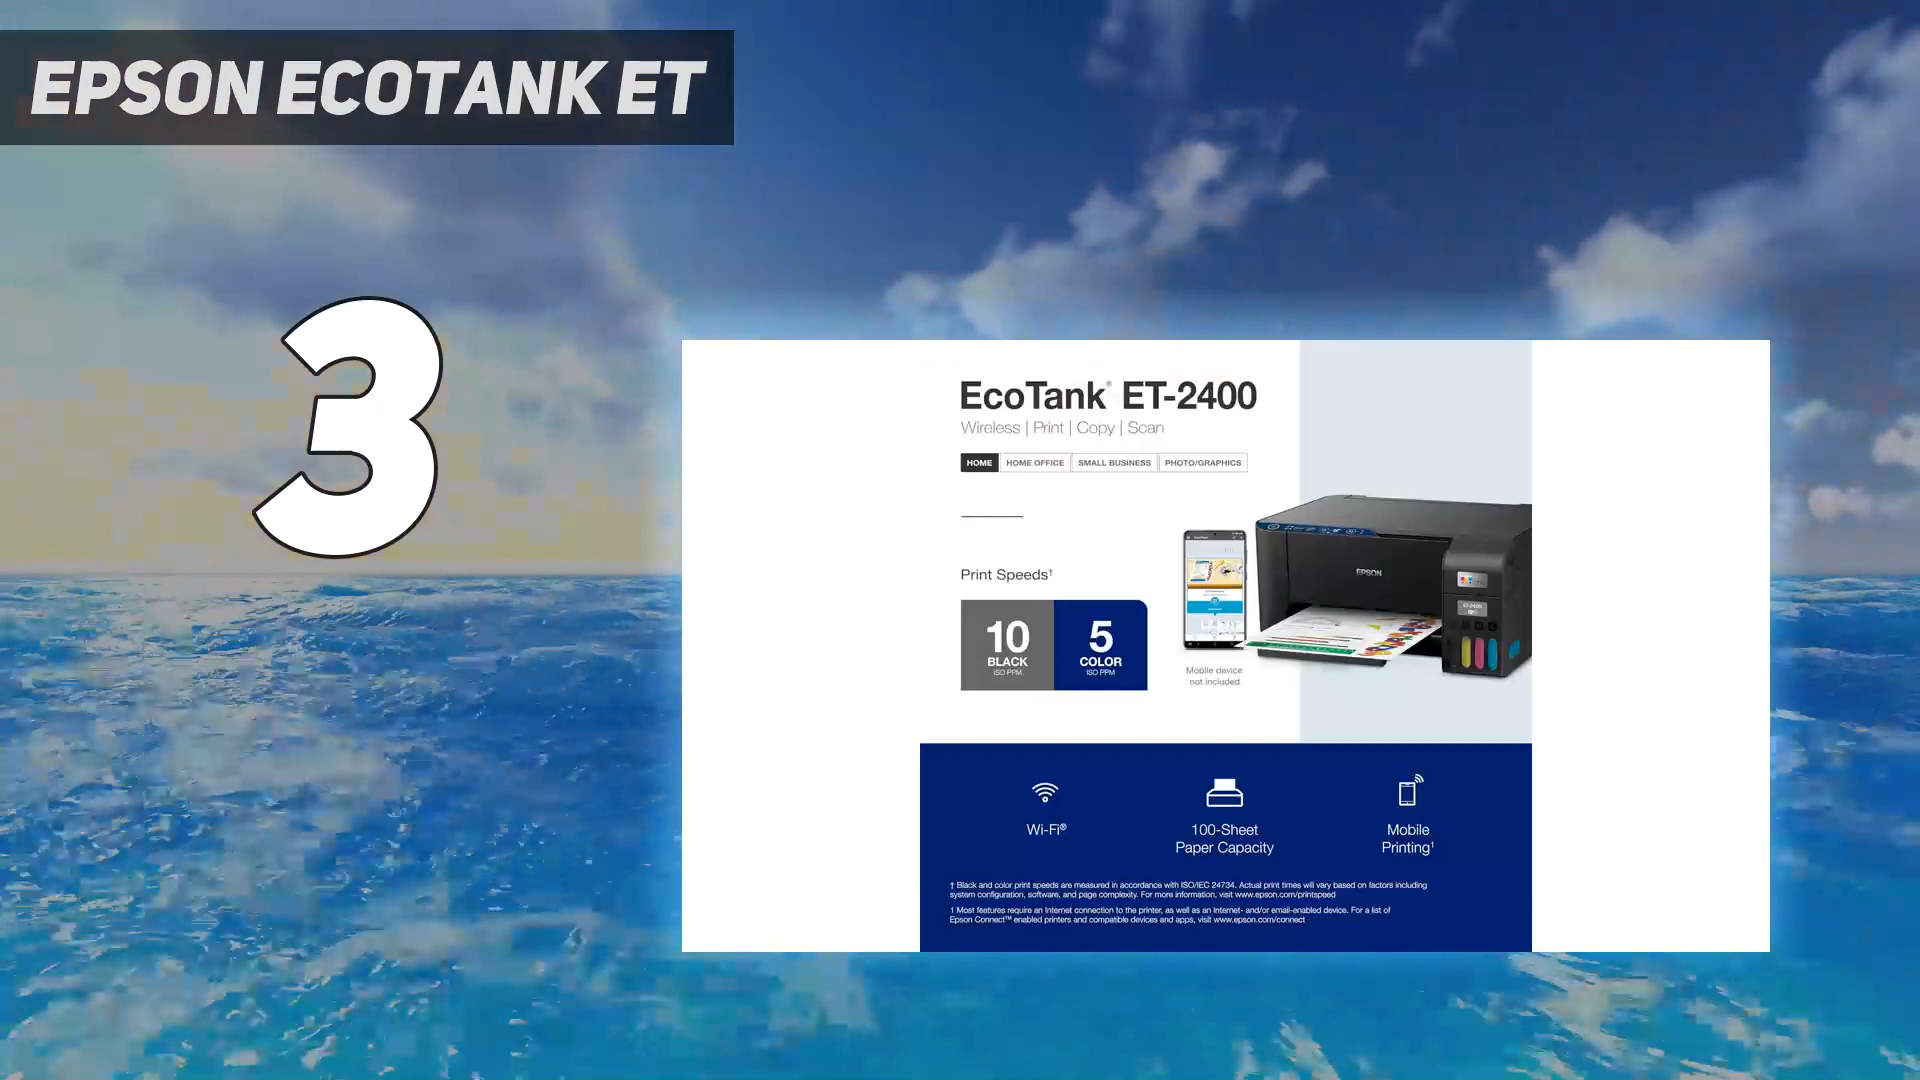 EPSON ECOTANK ET
3
EcoTank® ET-2400
Wireless | Print | Copy | Scan
HOME HOME OFFICE SMALL BUSINESS PHOTO/GRAPHICS
Print Speeds†
10 BLACK ISO PPM
5 COLOR ISO PPM
EPSON
ET-2400
Mobile device
not included
Wi-Fi®
100-Sheet
Paper Capacity
Mobile
Printing¹
† Black and color print speeds are measured in accordance with ISO/IEC 24734. Actual print times will vary based on factors including
system configuration, software, and page complexity. For more information, visit www.epson.com/printspeed
1 Most features require an Internet connection to the printer, as well as an Internet- and/or email-enabled device. For a list of
Epson Connect™ enabled printers and compatible devices and apps, visit www.epson.com/connect